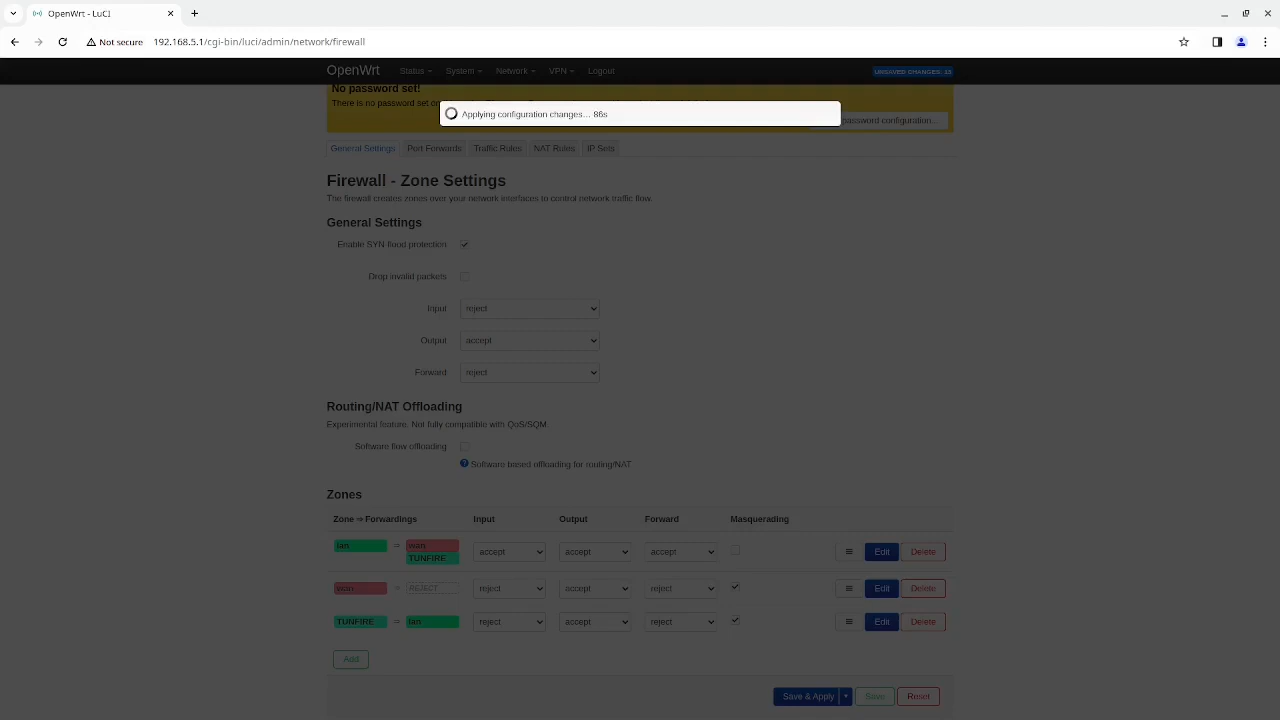 OpenWrt - LuCI
Not secure 192.168.5.1/cgi-bin/luci/admin/network/firewall
OpenWrt Status System Network VPN Logout
No password set!
There is no password set
password configuration...
Applying configuration changes… 86s
General Settings Port Forwards Traffic Rules NAT Rules IP Sets
Firewall - Zone Settings
The firewall creates zones over your network interfaces to control network traffic flow.
General Settings
Enable SYN-flood protection
Drop invalid packets
Input reject
Output accept
Forward reject
Routing/NAT Offloading
Experimental feature. Not fully compatible with QoS/SQM.
Software flow offloading
Software based offloading for routing/NAT
Zones
Zone ⇒ Forwardings Input Output Forward Masquerading
lan ⇒ wan TUNFIRE accept accept accept Edit Delete
wan ⇒ REJECT reject accept reject Edit Delete
TUNFIRE ⇒ lan reject accept reject Edit Delete
Add
Save & Apply Save Reset